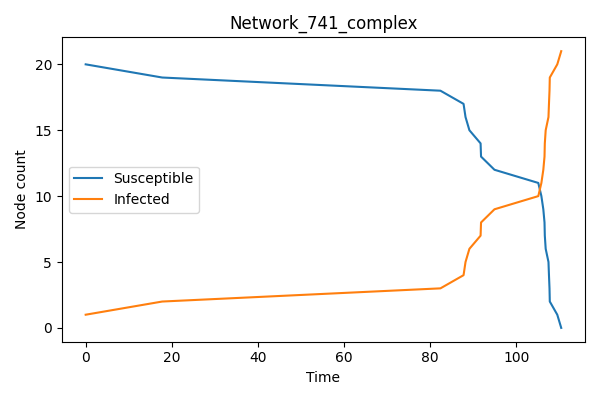 Network_741_complex
Node count
20
15
10
5
0
Susceptible
Infected
0 20 40 60 80 100
Time